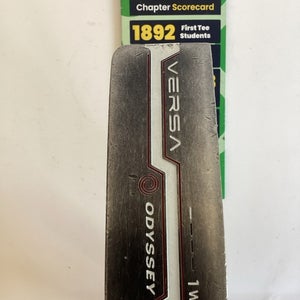 Chapter Scorecard
1892 First Tee
Students
VERSA
ODYSSEY
1W